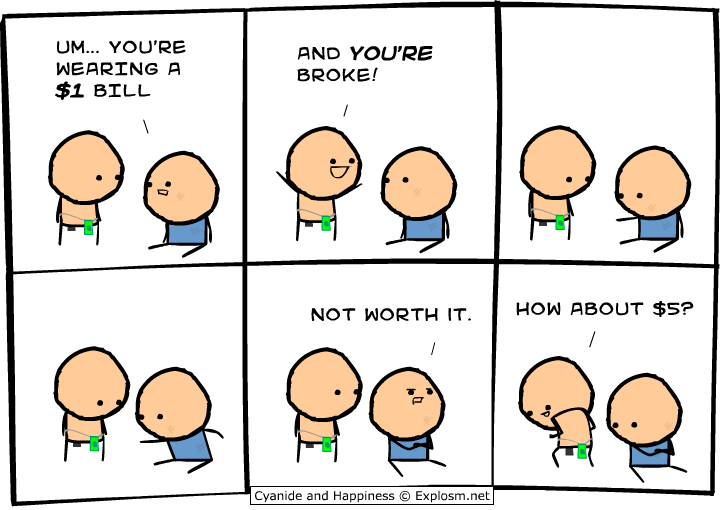 UM... YOU'RE
WEARING A
$1 BILL
AND YOU'RE
BROKE!
NOT WORTH IT.
HOW ABOUT $5?
Cyanide and Happiness © Explosm.net